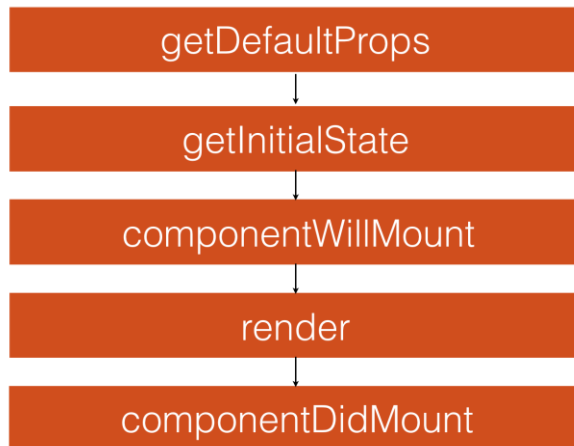 getDefaultProps
getInitialState
componentWillMount
render
componentDidMount